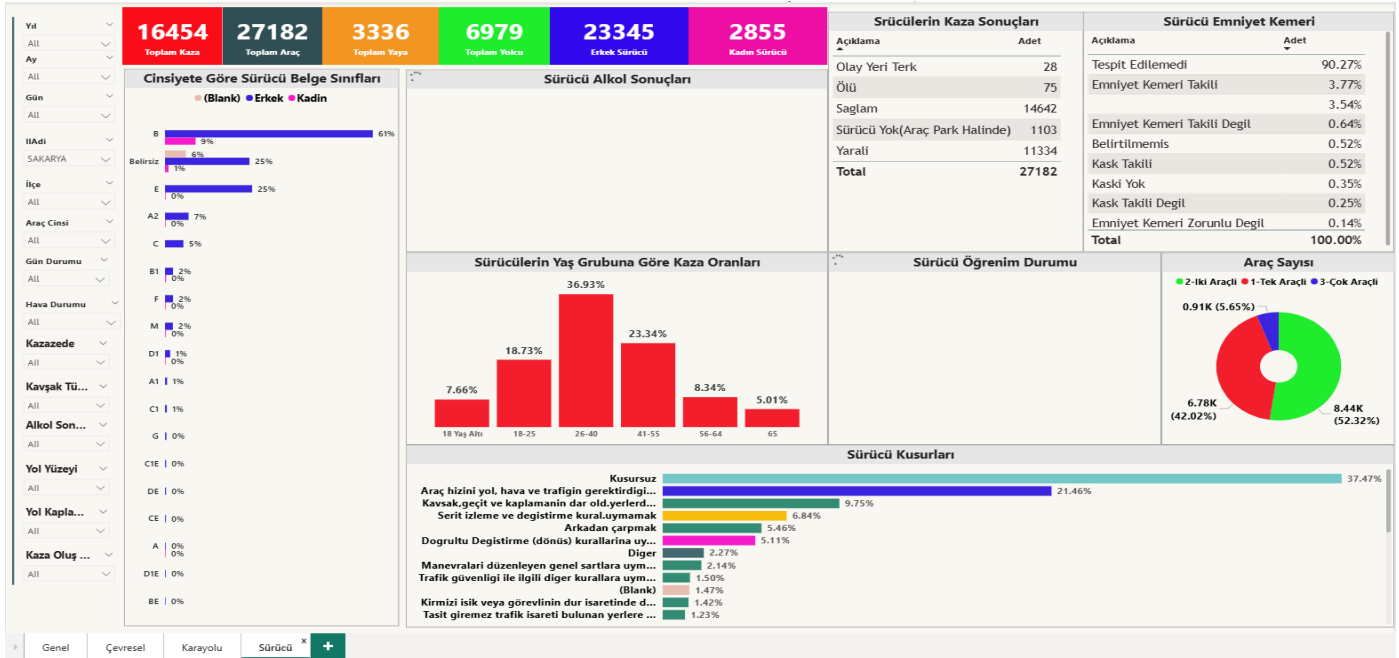 Yıl
All
Ay
All
Gün
All
IlAdi
SAKARYA
İlçe
All
Araç Cinsi
All
Gün Durumu
All
Hava Durumu
All
Kazazede
All
Kavşak Tü...
All
Alkol Son...
All
Yol Yüzeyi
All
Yol Kapla...
All
Kaza Oluş ...
All
16454
Toplam Kaza
27182
Toplam Araç
3336
Toplam Yaya
6979
Toplam Yolcu
23345
Erkek Sürücü
2855
Kadın Sürücü
Cinsiyete Göre Sürücü Belge Sınıfları
(Blank) Erkek Kadin
B 61%
9%
6%
Belirsiz 25%
1%
E 25%
0%
A2 7%
0%
C 5%
B1 2%
0%
F 2%
0%
M 2%
0%
D1 1%
0%
A1 1%
C1 1%
G 0%
C1E 0%
DE 0%
CE 0%
A 0%
0%
D1E 0%
BE 0%
Sürücü Alkol Sonuçları
Srücülerin Kaza Sonuçları
Açıklama Adet
Olay Yeri Terk 28
Ölü 75
Saglam 14642
Sürücü Yok(Araç Park Halinde) 1103
Yarali 11334
Total 27182
Sürücü Emniyet Kemeri
Açıklama Adet
Tespit Edilemedi 90.27%
Emniyet Kemeri Takili 3.77%
3.54%
Emniyet Kemeri Takili Degil 0.64%
Belirtilmemis 0.52%
Kask Takili 0.52%
Kaski Yok 0.35%
Kask Takili Degil 0.25%
Emniyet Kemeri Zorunlu Degil 0.14%
Total 100.00%
Sürücülerin Yaş Grubuna Göre Kaza Oranları
7.66%
18.73%
36.93%
23.34%
8.34%
5.01%
18 Yaş Altı 18-25 26-40 41-55 56-64 65
Sürücü Öğrenim Durumu
Araç Sayısı
2-Iki Araçli 1-Tek Araçli 3-Çok Araçli
0.91K (5.65%)
6.78K
(42.02%)
8.44K
(52.32%)
Sürücü Kusurları
Kusursuz 37.47%
Araç hizini yol, hava ve trafigin gerektirdigi... 21.46%
Kavsak,geçit ve kaplamanin dar old.yerlerd... 9.75%
Serit izleme ve degistirme kural.uymamak 6.84%
Arkadan çarpmak 5.46%
Dogrultu Degistirme (dönüs) kurallarina uy... 5.11%
Diger 2.27%
Manevralari düzenleyen genel sartlara uym... 2.14%
Trafik güvenligi ile ilgili diger kurallara uym... 1.50%
(Blank) 1.47%
Kirmizi isik veya görevlinin dur isaretinde d... 1.42%
Tasit giremez trafik isareti bulunan yerlere ... 1.23%
Genel Çevresel Karayolu Sürücü × +